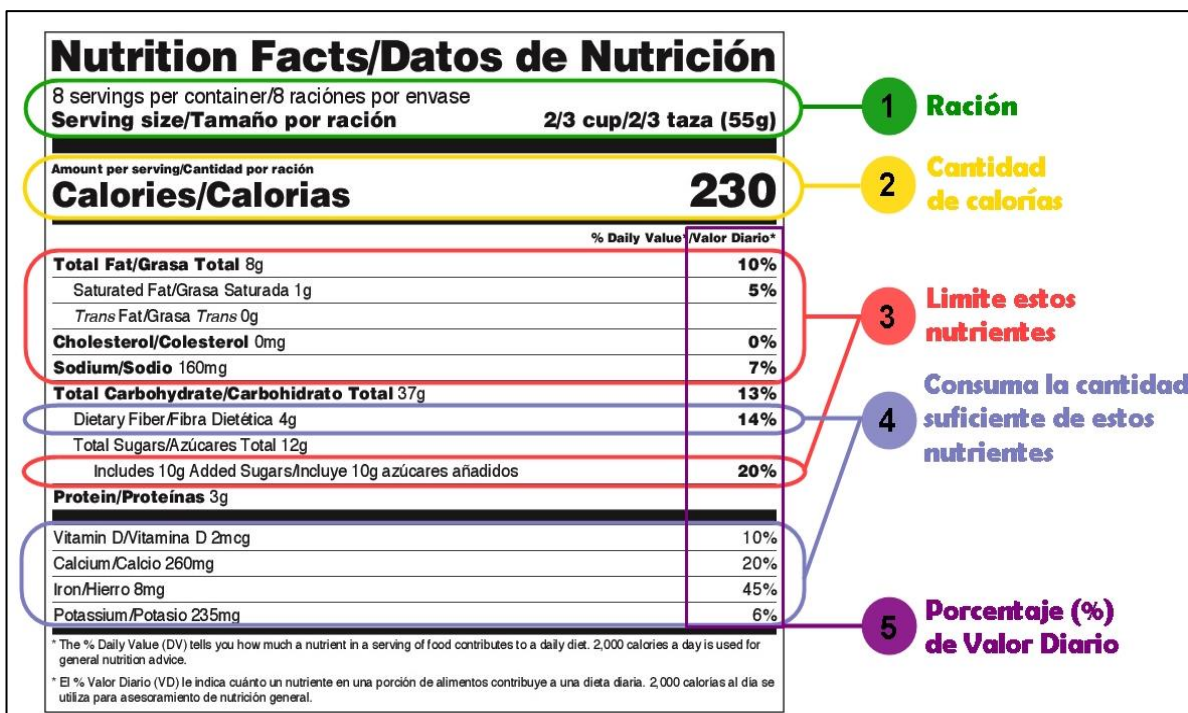 Nutrition Facts/Datos de Nutrición
8 servings per container/8 raciónes por envase
Serving size/Tamaño por ración 2/3 cup/2/3 taza (55g)
Amount per serving/Cantidad por ración
Calories/Calorias 230
% Daily Value*/Valor Diario*
Total Fat/Grasa Total 8g 10%
Saturated Fat/Grasa Saturada 1g 5%
Trans Fat/Grasa Trans 0g
Cholesterol/Colesterol 0mg 0%
Sodium/Sodio 160mg 7%
Total Carbohydrate/Carbohidrato Total 37g 13%
Dietary Fiber/Fibra Dietética 4g 14%
Total Sugars/Azúcares Total 12g
Includes 10g Added Sugars/Incluye 10g azúcares añadidos 20%
Protein/Proteínas 3g
Vitamin D/Vitamina D 2mcg 10%
Calcium/Calcio 260mg 20%
Iron/Hierro 8mg 45%
Potassium/Potasio 235mg 6%
* The % Daily Value (DV) tells you how much a nutrient in a serving of food contributes to a daily diet. 2,000 calories a day is used for
general nutrition advice.
* El % Valor Diario (VD) le indica cuánto un nutriente en una porción de alimentos contribuye a una dieta diaria. 2,000 calorías al día se
utiliza para asesoramiento de nutrición general.
1 Ración
2 Cantidad
de calorías
3 Limite estos
nutrientes
4 Consuma la cantidad
suficiente de estos
nutrientes
5 Porcentaje (%)
de Valor Diario